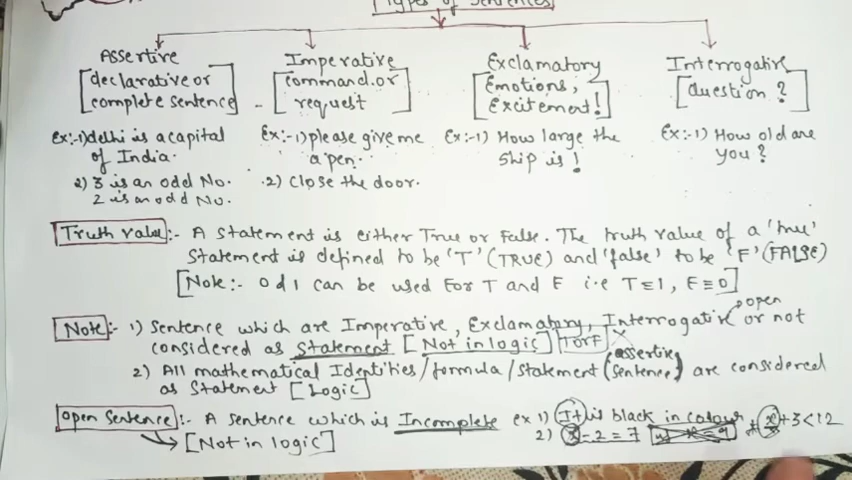 Types of Sentences
Assertive Imperative Exclamatory Interrogative
[declarative or [command or [Emotions, [Question ?]
complete sentence] request] Excitement!]
Ex:-1) delhi is a capital Ex:-1) please give me Ex:-1) How large the Ex:-1) How old are
of India. a pen. ship is! you?
2) 3 is an odd No. 2) Close the door.
2 is an odd No.
Truth value :- A Statement is either True or False. The truth value of a 'true'
Statement is defined to be 'T' (TRUE) and 'false' to be 'F' (FALSE)
[Note:- 0 d 1 can be used For T and F i.e T≡1, F≡0]
open
Note :- 1) Sentence which are Imperative, Exclamatory, Interrogative or not
considered as Statement [Not in logic] T or F
2) All mathematical Identities/formula/Statement (assertive sentence) are considered
as Statement [Logic]
Open Sentence :- A sentence which is Incomplete ex 1) It is black in colour
→ [Not in logic] 2) x-2=7 x+3<12